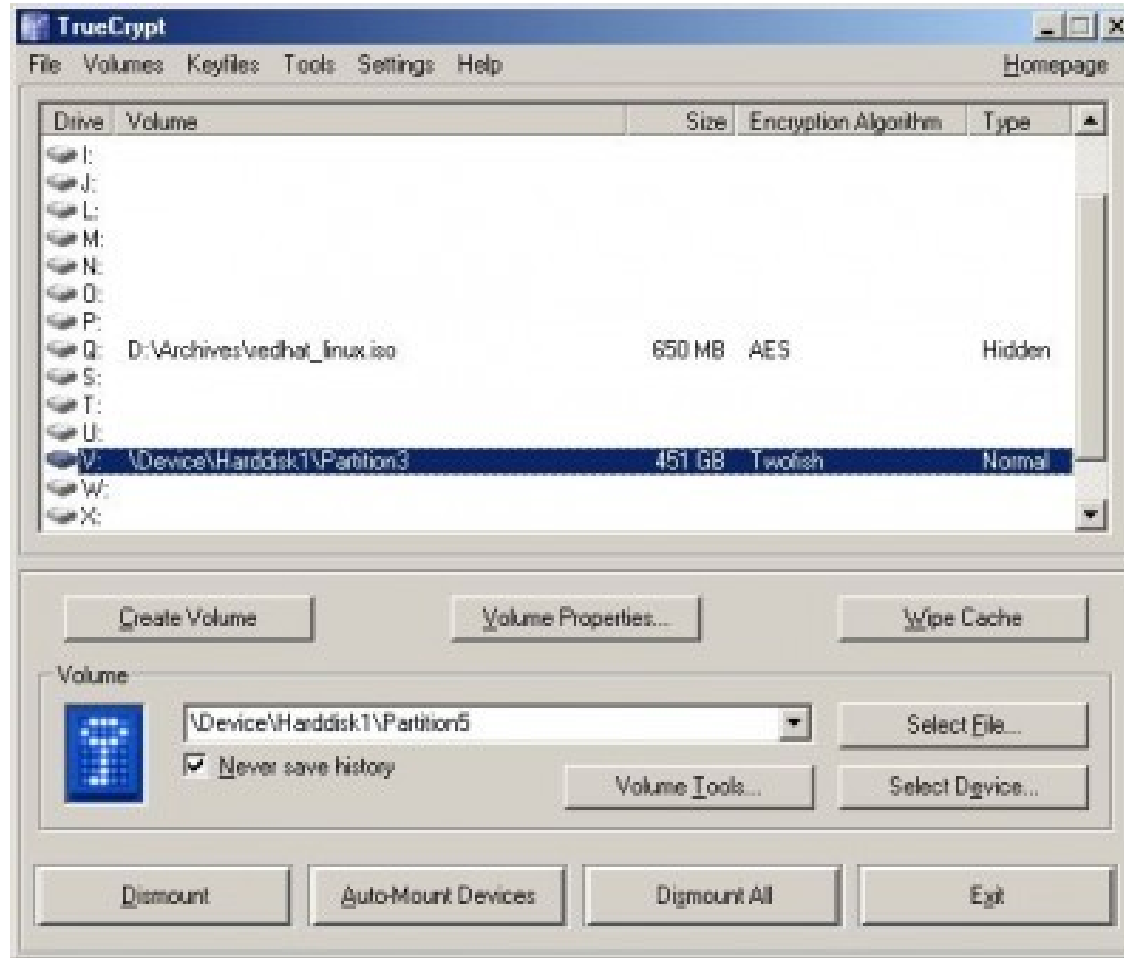 TrueCrypt
File Volumes Keyfiles Tools Settings Help Homepage
Drive Volume Size Encryption Algorithm Type
I:
J:
L:
M:
N:
O:
P:
Q: D:\Archives\redhat_linux.iso 650 MB AES Hidden
S:
T:
U:
V: \Device\Harddisk1\Partition3 451 GB Twofish Normal
W:
X:
Create Volume Volume Properties... Wipe Cache
Volume
\Device\Harddisk1\Partition5 Select File...
Never save history
Volume Tools... Select Device...
Dismount Auto-Mount Devices Dismount All Exit